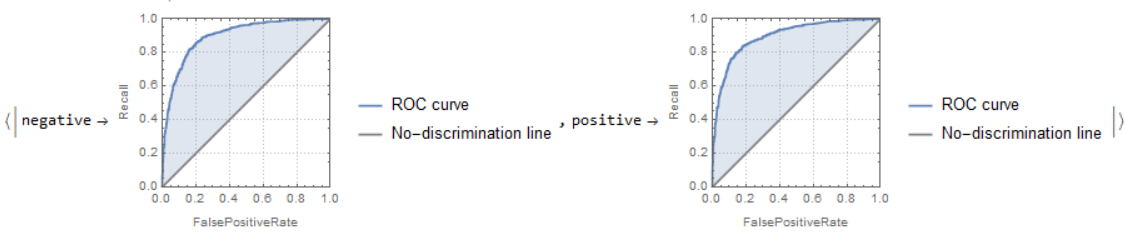 1.0
0.8
0.6
0.4
0.2
0.0
Recall
0.0 0.2 0.4 0.6 0.8 1.0
FalsePositiveRate
⟨| negative →
ROC curve
No−discrimination line
, positive →
1.0
0.8
0.6
0.4
0.2
0.0
Recall
0.0 0.2 0.4 0.6 0.8 1.0
FalsePositiveRate
ROC curve
No−discrimination line
|⟩